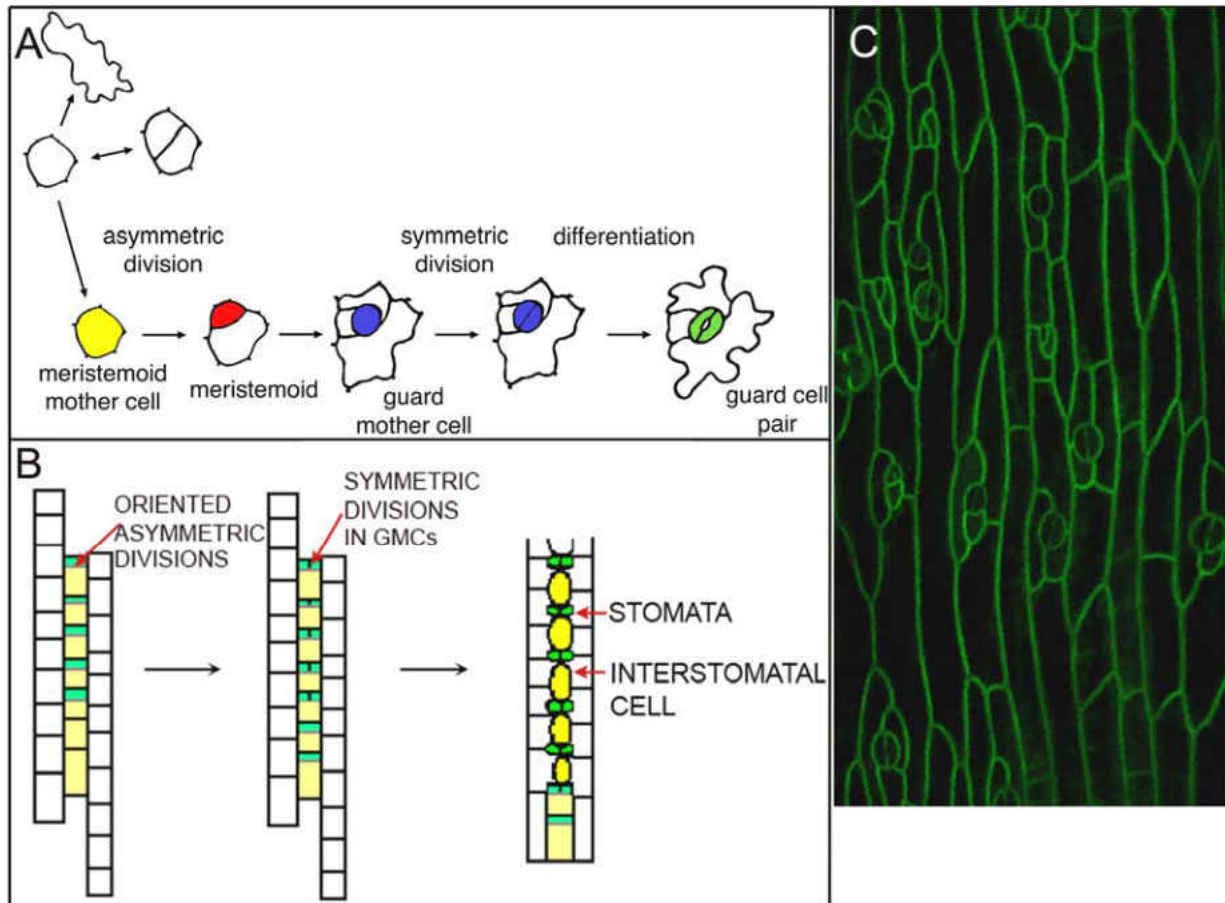 A
asymmetric
division
symmetric
division
differentiation
meristemoid
mother cell
meristemoid
guard
mother cell
guard cell
pair
B
ORIENTED
ASYMMETRIC
DIVISIONS
SYMMETRIC
DIVISIONS
IN GMCs
STOMATA
INTERSTOMATAL
CELL
C